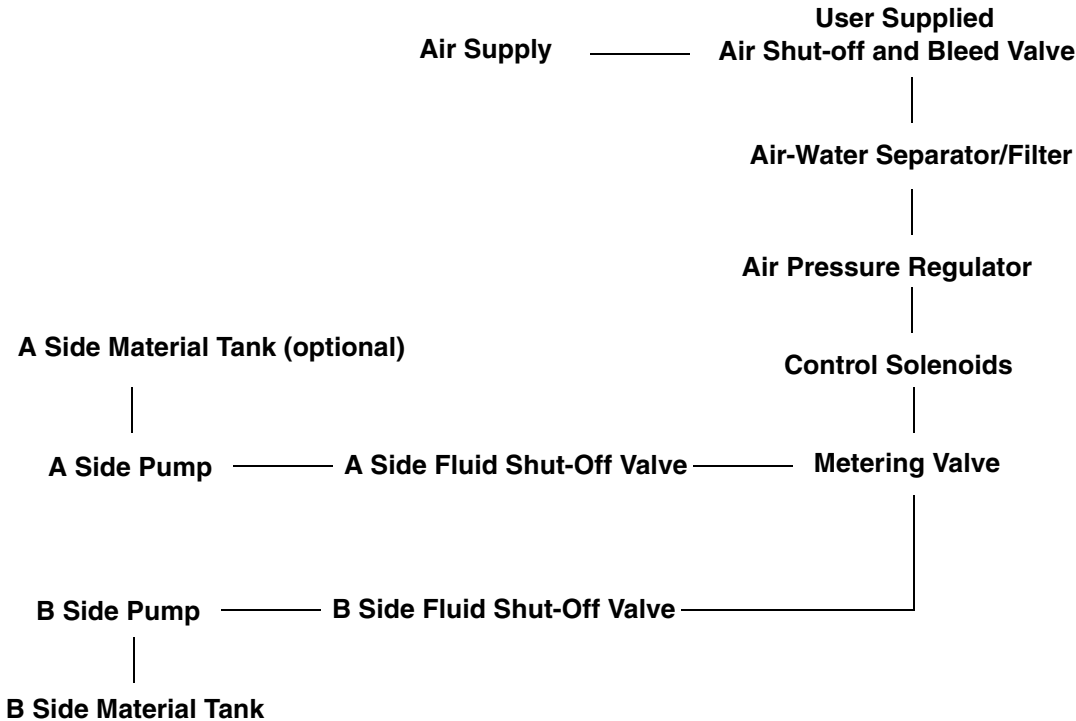 User Supplied
Air Supply
Air Shut-off and Bleed Valve
Air-Water Separator/Filter
Air Pressure Regulator
A Side Material Tank (optional)
Control Solenoids
A Side Pump
A Side Fluid Shut-Off Valve
Metering Valve
B Side Pump
B Side Fluid Shut-Off Valve
B Side Material Tank